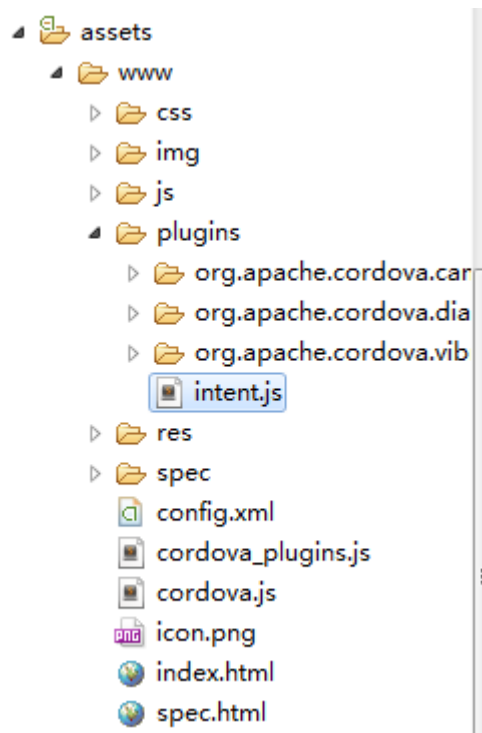 assets
www
css
img
js
plugins
org.apache.cordova.car
org.apache.cordova.dia
org.apache.cordova.vib
intent.js
res
spec
config.xml
cordova_plugins.js
cordova.js
icon.png
index.html
spec.html